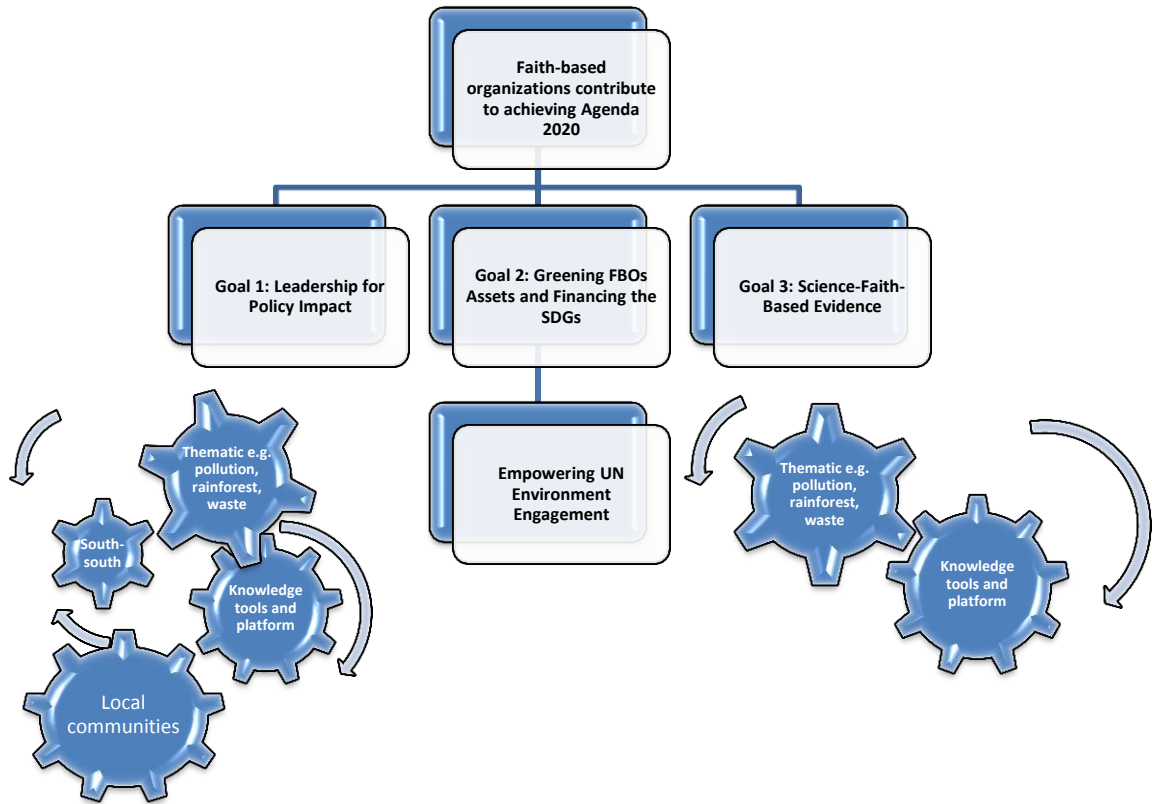 Faith-based
organizations contribute
to achieving Agenda
2020
Goal 1: Leadership for
Policy Impact
Goal 2: Greening FBOs
Assets and Financing the
SDGs
Goal 3: Science-Faith-
Based Evidence
Empowering UN
Environment
Engagement
Thematic e.g.
pollution,
rainforest,
waste
South-
south
Knowledge
tools and
platform
Local
communities
Thematic e.g.
pollution,
rainforest,
waste
Knowledge
tools and
platform